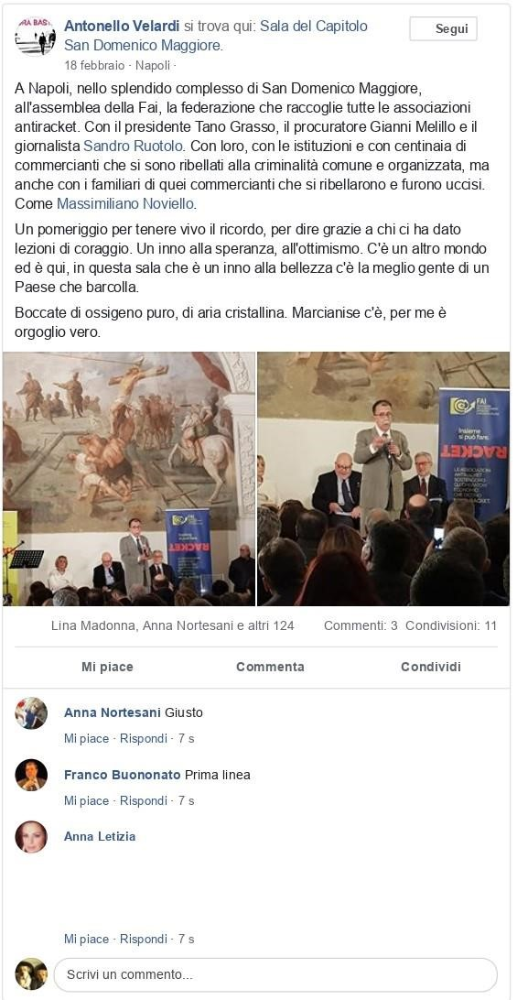 RA BAST
Antonello Velardi si trova qui: Sala del Capitolo
San Domenico Maggiore.
18 febbraio · Napoli ·
Segui
A Napoli, nello splendido complesso di San Domenico Maggiore,
all'assemblea della Fai, la federazione che raccoglie tutte le associazioni
antiracket. Con il presidente Tano Grasso, il procuratore Gianni Melillo e il
giornalista Sandro Ruotolo. Con loro, con le istituzioni e con centinaia di
commercianti che si sono ribellati alla criminalità comune e organizzata, ma
anche con i familiari di quei commercianti che si ribellarono e furono uccisi.
Come Massimiliano Noviello.
Un pomeriggio per tenere vivo il ricordo, per dire grazie a chi ci ha dato
lezioni di coraggio. Un inno alla speranza, all'ottimismo. C'è un altro mondo
ed è qui, in questa sala che è un inno alla bellezza c'è la meglio gente di un
Paese che barcolla.
Boccate di ossigeno puro, di aria cristallina. Marcianise c'è, per me è
orgoglio vero.
RACKET
FAI
Insieme
si può fare.
RACKET
LE ASSOCIAZIONI
ANTIRACKET
SOSTENGONO
GLI OPERATORI
ECONOMICI
Lina Madonna, Anna Nortesani e altri 124
Commenti: 3 Condivisioni: 11
Mi piace
Commenta
Condividi
Anna Nortesani Giusto
Mi piace · Rispondi · 7 s
Franco Buononato Prima linea
Mi piace · Rispondi · 7 s
Anna Letizia
Mi piace · Rispondi · 7 s
Scrivi un commento...